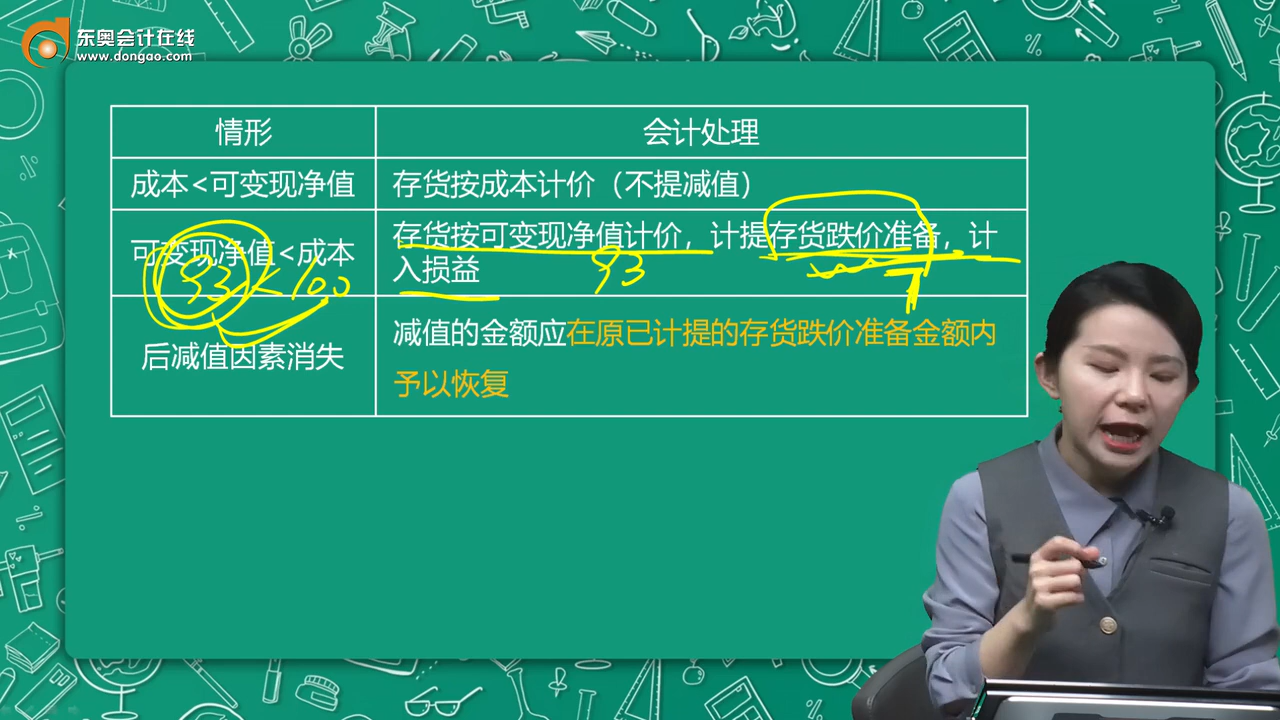 东奥会计在线
www.dongao.com
情形
会计处理
成本<可变现净值
存货按成本计价（不提减值）
可变现净值<成本
存货按可变现净值计价，计提存货跌价准备，计
入损益
93
93 < 100
后减值因素消失
减值的金额应在原已计提的存货跌价准备金额内
予以恢复